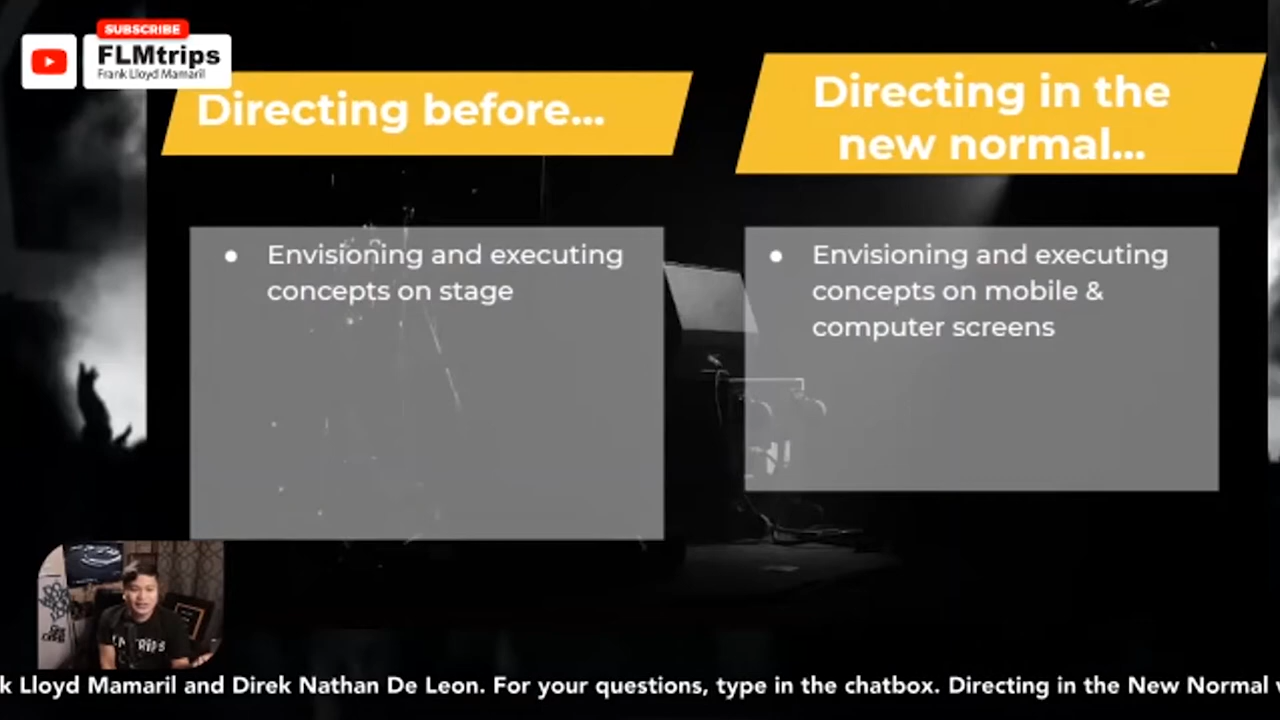 SUBSCRIBE
FLMtrips
Frank Lloyd Mamaril
Directing before...
Directing in the
new normal...
● Envisioning and executing
concepts on stage
● Envisioning and executing
concepts on mobile &
computer screens
k Lloyd Mamaril and Direk Nathan De Leon. For your questions, type in the chatbox. Directing in the New Normal